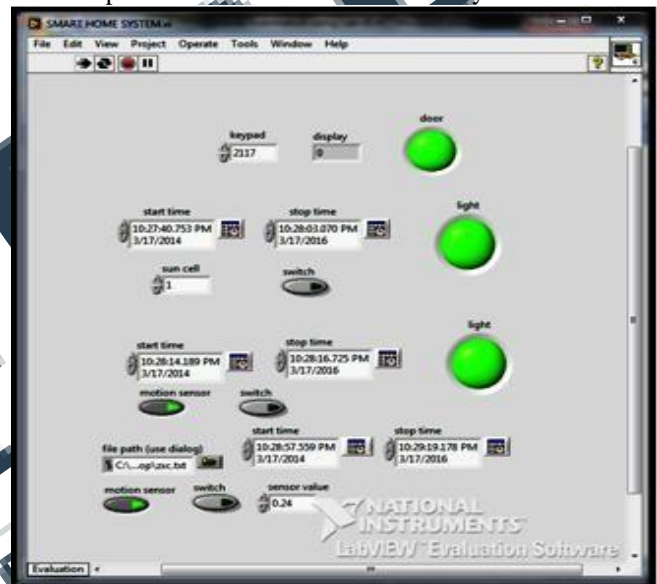 SMART HOME SYSTEM.vi
File Edit View Project Operate Tools Window Help
door
keypad display
2117 0
light
start time stop time
10:27:40.753 PM 10:28:03.070 PM
3/17/2014 3/17/2016
sun cell switch
1
light
start time stop time
10:28:14.189 PM 10:28:16.725 PM
3/17/2014 3/17/2016
motion sensor switch
start time stop time
file path (use dialog) 10:28:57.559 PM 10:29:19.178 PM
C:\...op\zxc.txt 3/17/2014 3/17/2016
motion sensor switch sensor value
0.24
NATIONAL
INSTRUMENTS
LabVIEW™ Evaluation Software
Evaluation